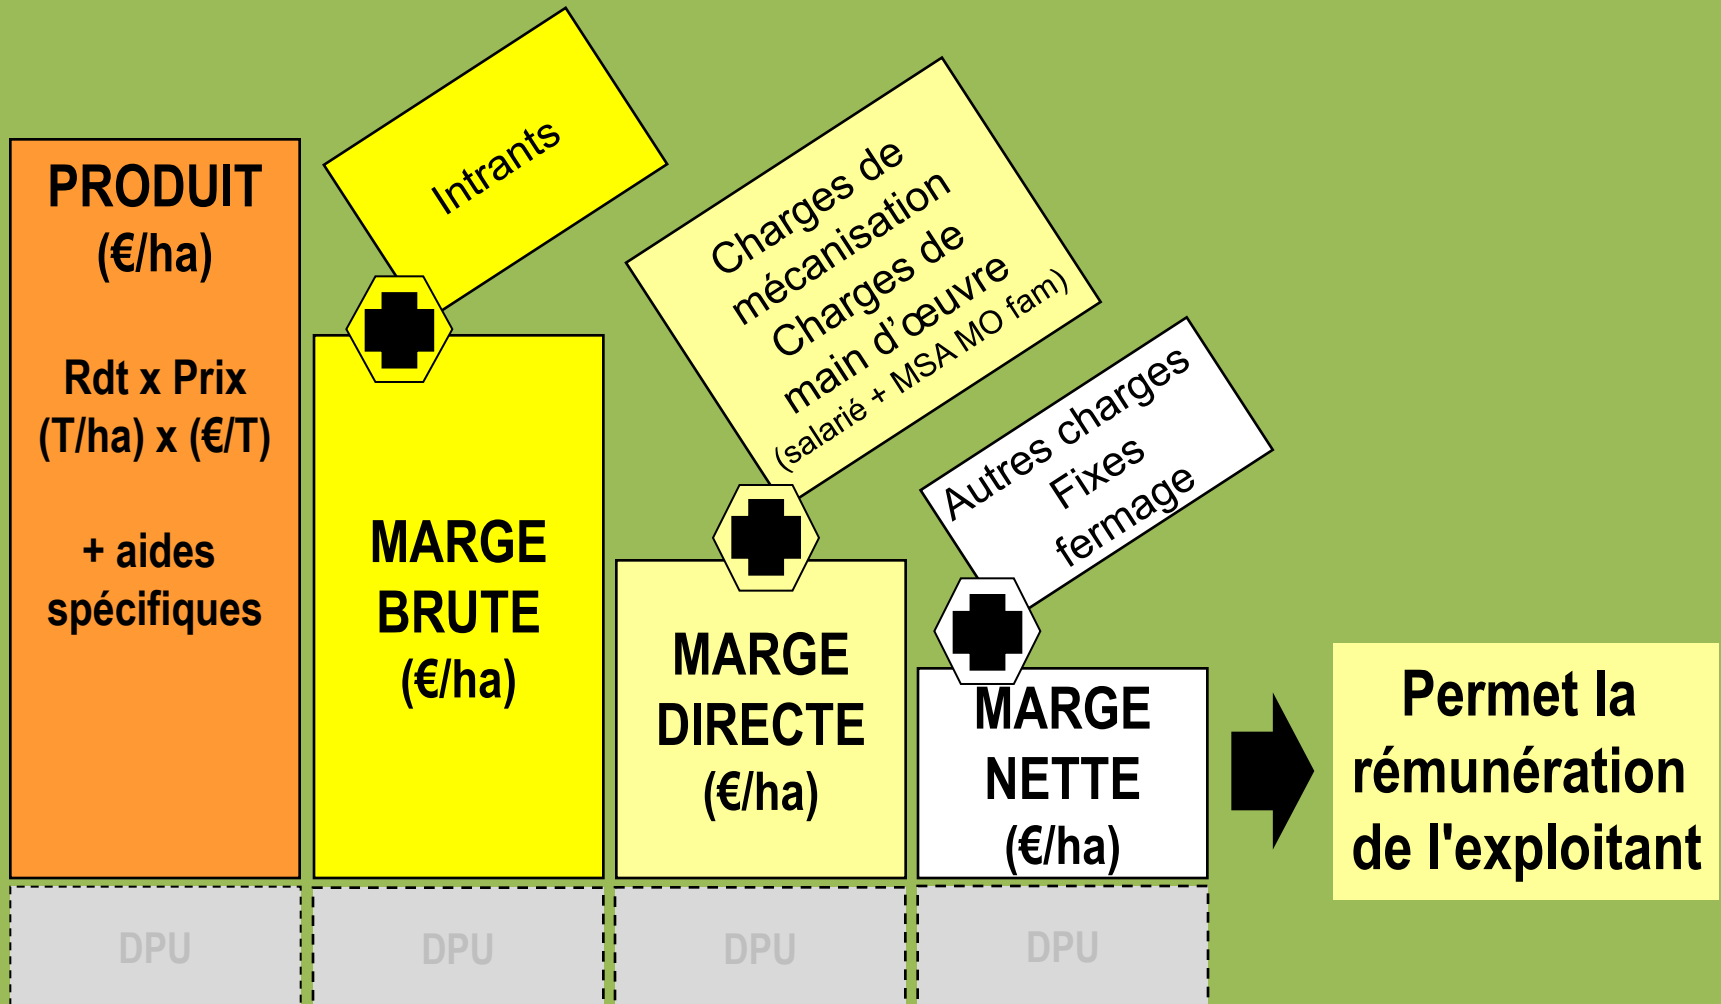 PRODUIT
(€/ha)
Rdt x Prix
(T/ha) x (€/T)
+ aides
spécifiques
Intrants
MARGE
BRUTE
(€/ha)
Charges de
mécanisation
Charges de
main d’œuvre
(salarié + MSA MO fam)
MARGE
DIRECTE
(€/ha)
Autres charges
Fixes
fermage
MARGE
NETTE
(€/ha)
Permet la
rémunération
de l'exploitant
DPU
DPU
DPU
DPU